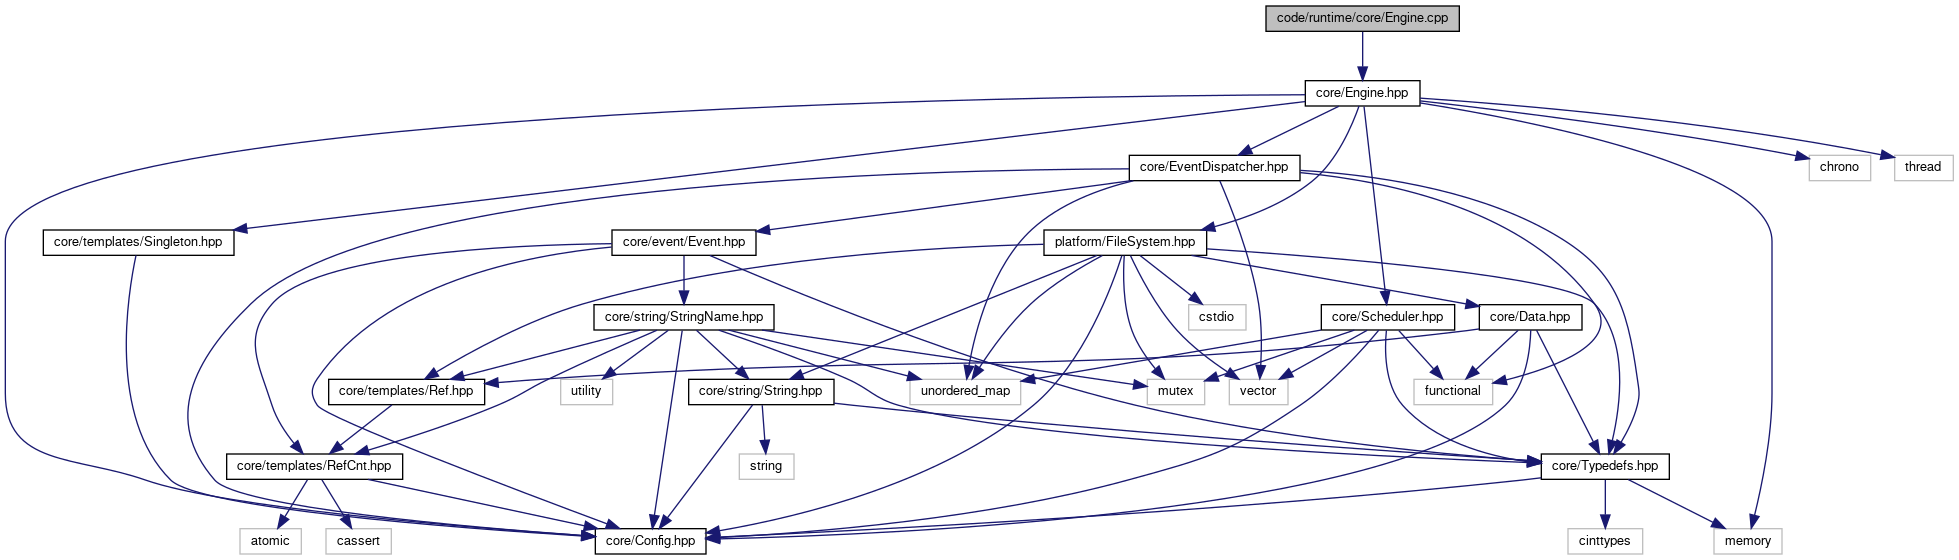 code/runtime/core/Engine.cpp
core/Engine.hpp
core/EventDispatcher.hpp
chrono
thread
core/templates/Singleton.hpp
core/event/Event.hpp
platform/FileSystem.hpp
core/string/StringName.hpp
cstdio
core/Scheduler.hpp
core/Data.hpp
core/templates/Ref.hpp
utility
core/string/String.hpp
unordered_map
mutex
vector
functional
core/templates/RefCnt.hpp
string
core/Typedefs.hpp
atomic
cassert
core/Config.hpp
cinttypes
memory